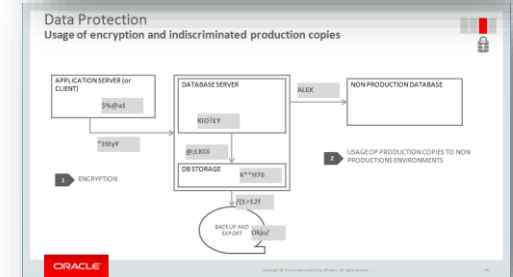 Data Protection
Usage of encryption and indiscriminated production copies
APPLICATION SERVER (or
CLIENT)
$%@a1
DATABASE SERVER
ALEX
NON PRODUCTION DATABASE
KIO?EY
"3StyY
@;LKOI
DB STORAGE
K**H76
1 ENCRYPTION
2 USAGE OF PRODUCTION COPIES TO NON
PRODUCTIONS ENVIRONMENTS
/(1>12f
BACKUP AND
EXPORT
Okjo/
ORACLE